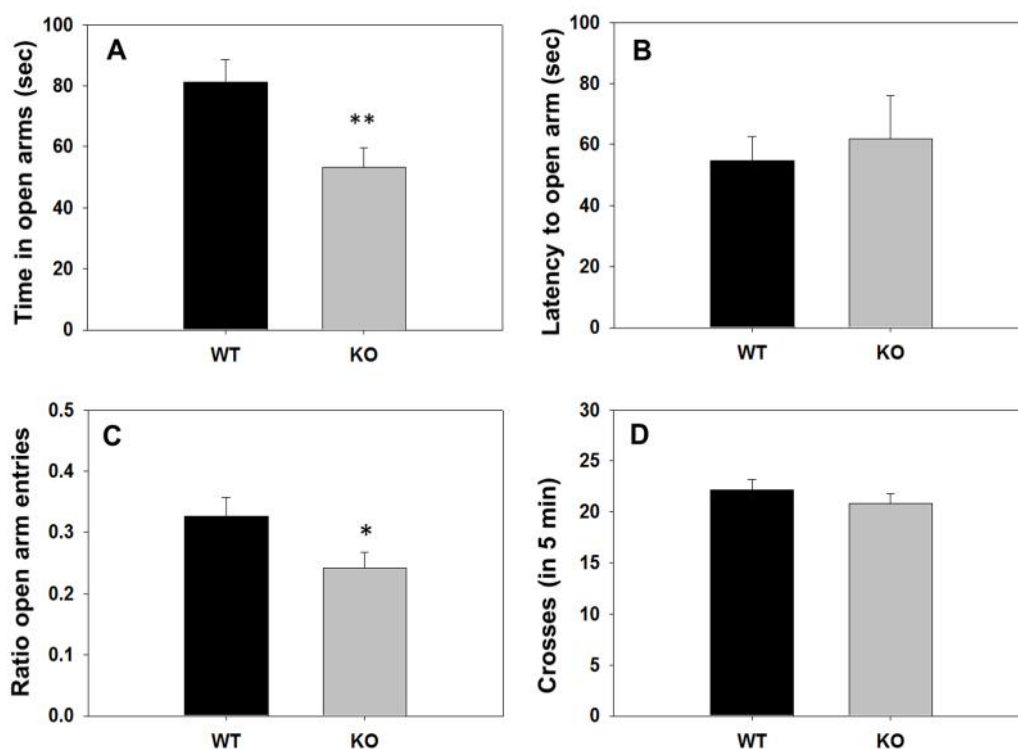 A
Time in open arms (sec)
100
80
60
40
20
0
**
WT KO
B
Latency to open arm (sec)
100
80
60
40
20
0
WT KO
C
Ratio open arm entries
0.5
0.4
0.3
0.2
0.1
0.0
*
WT KO
D
Crosses (in 5 min)
30
25
20
15
10
5
0
WT KO